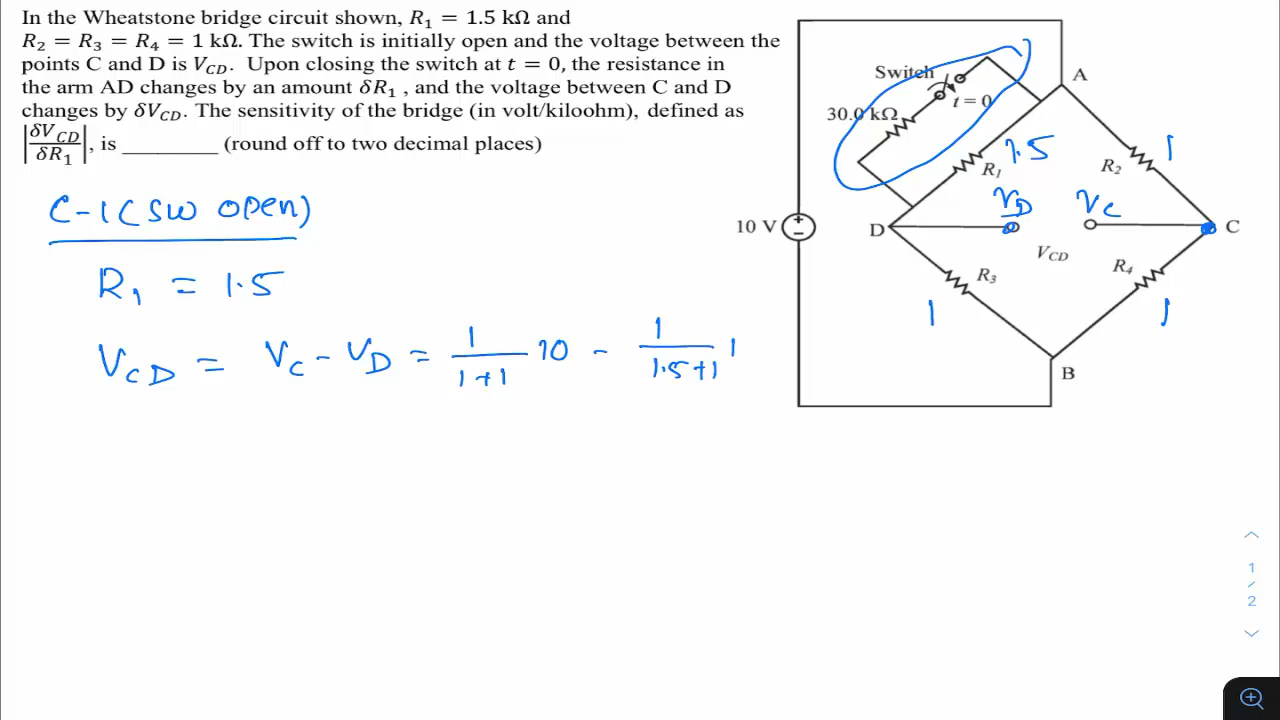 In the Wheatstone bridge circuit shown, R₁ = 1.5 kΩ and
R₂ = R₃ = R₄ = 1 kΩ. The switch is initially open and the voltage between the
points C and D is V_CD. Upon closing the switch at t = 0, the resistance in
the arm AD changes by an amount δR₁ , and the voltage between C and D
changes by δV_CD. The sensitivity of the bridge (in volt/kiloohm), defined as
|δV_CD/δR₁|, is ________ (round off to two decimal places)
Switch
A
t = 0
30.0 kΩ
1.5
1
R₁
R₂
V_D
V_C
10 V
D
C
V_CD
R₃
R₄
1
1
B
C-1 (SW open)
R₁ = 1.5
V_CD = V_C - V_D = 1/(1+1) 10 - 1/(1.5+1) 1
1
/
2